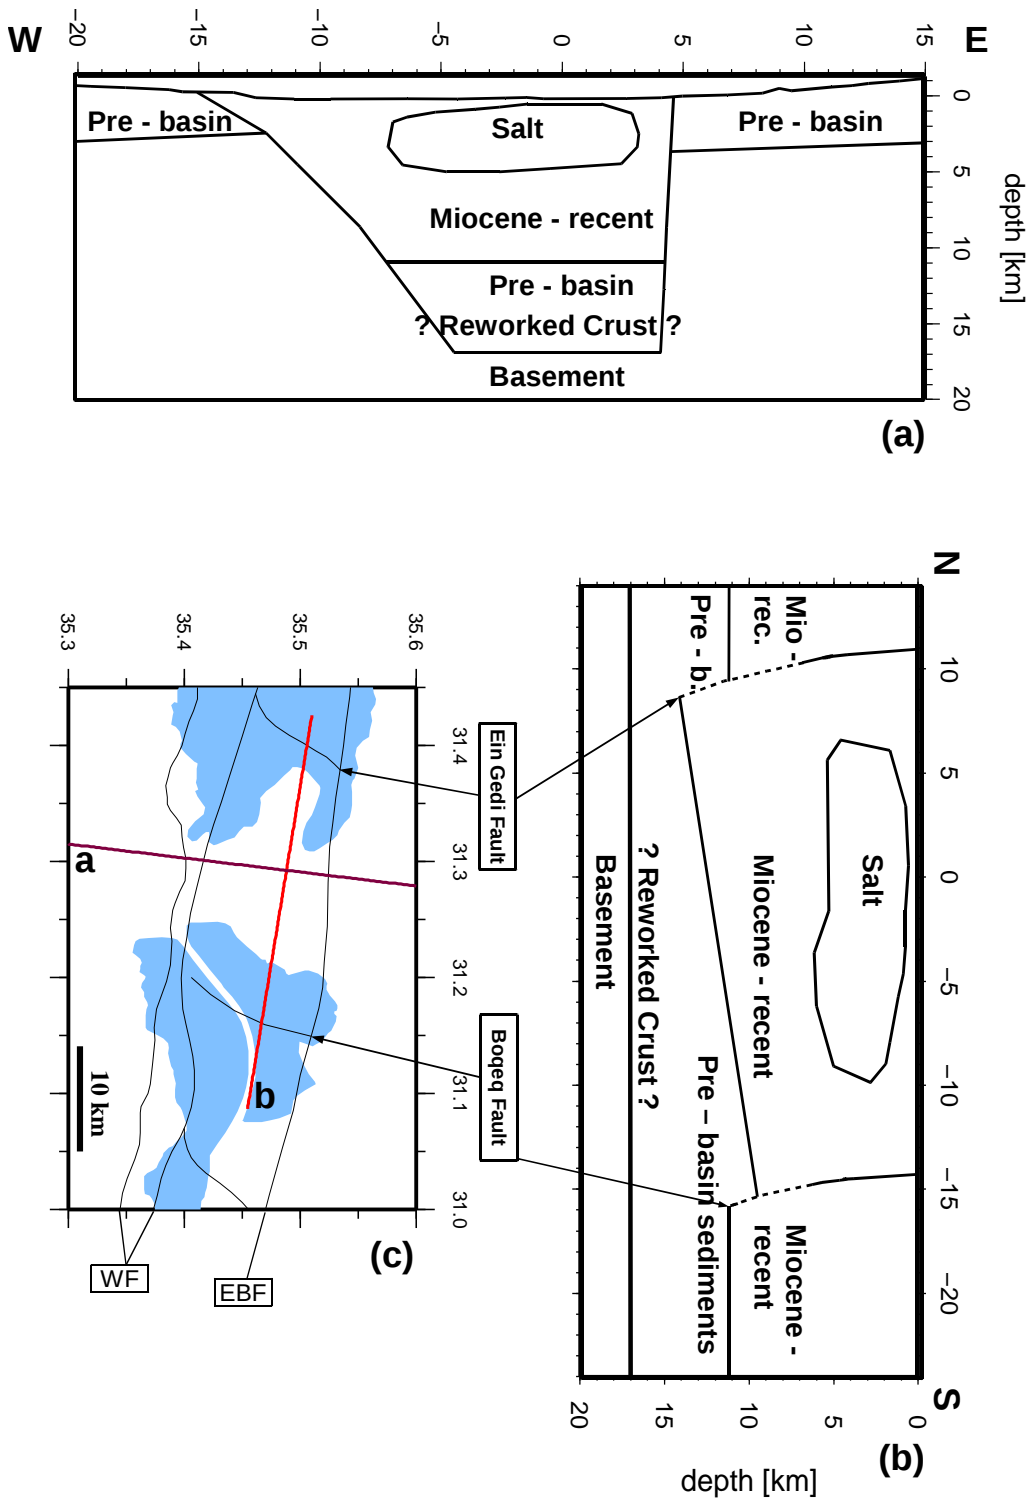 W
−20
−15
−10
−5
0
5
10
15
E
0
5
10
15
20
depth [km]
Pre - basin
Salt
Pre - basin
Miocene - recent
Pre - basin
? Reworked Crust ?
Basement
(a)
N
10
5
0
−5
−10
−15
−20
S
0
5
10
15
20
depth [km]
(b)
Mio -
rec.
Pre - b.
Salt
Miocene - recent
Miocene -
recent
Pre – basin sediments
? Reworked Crust ?
Basement
Ein Gedi Fault
Boqeq Fault
35.3
35.4
35.5
35.6
31.4
31.3
31.2
31.1
31.0
a
b
10 km
(c)
WF
EBF